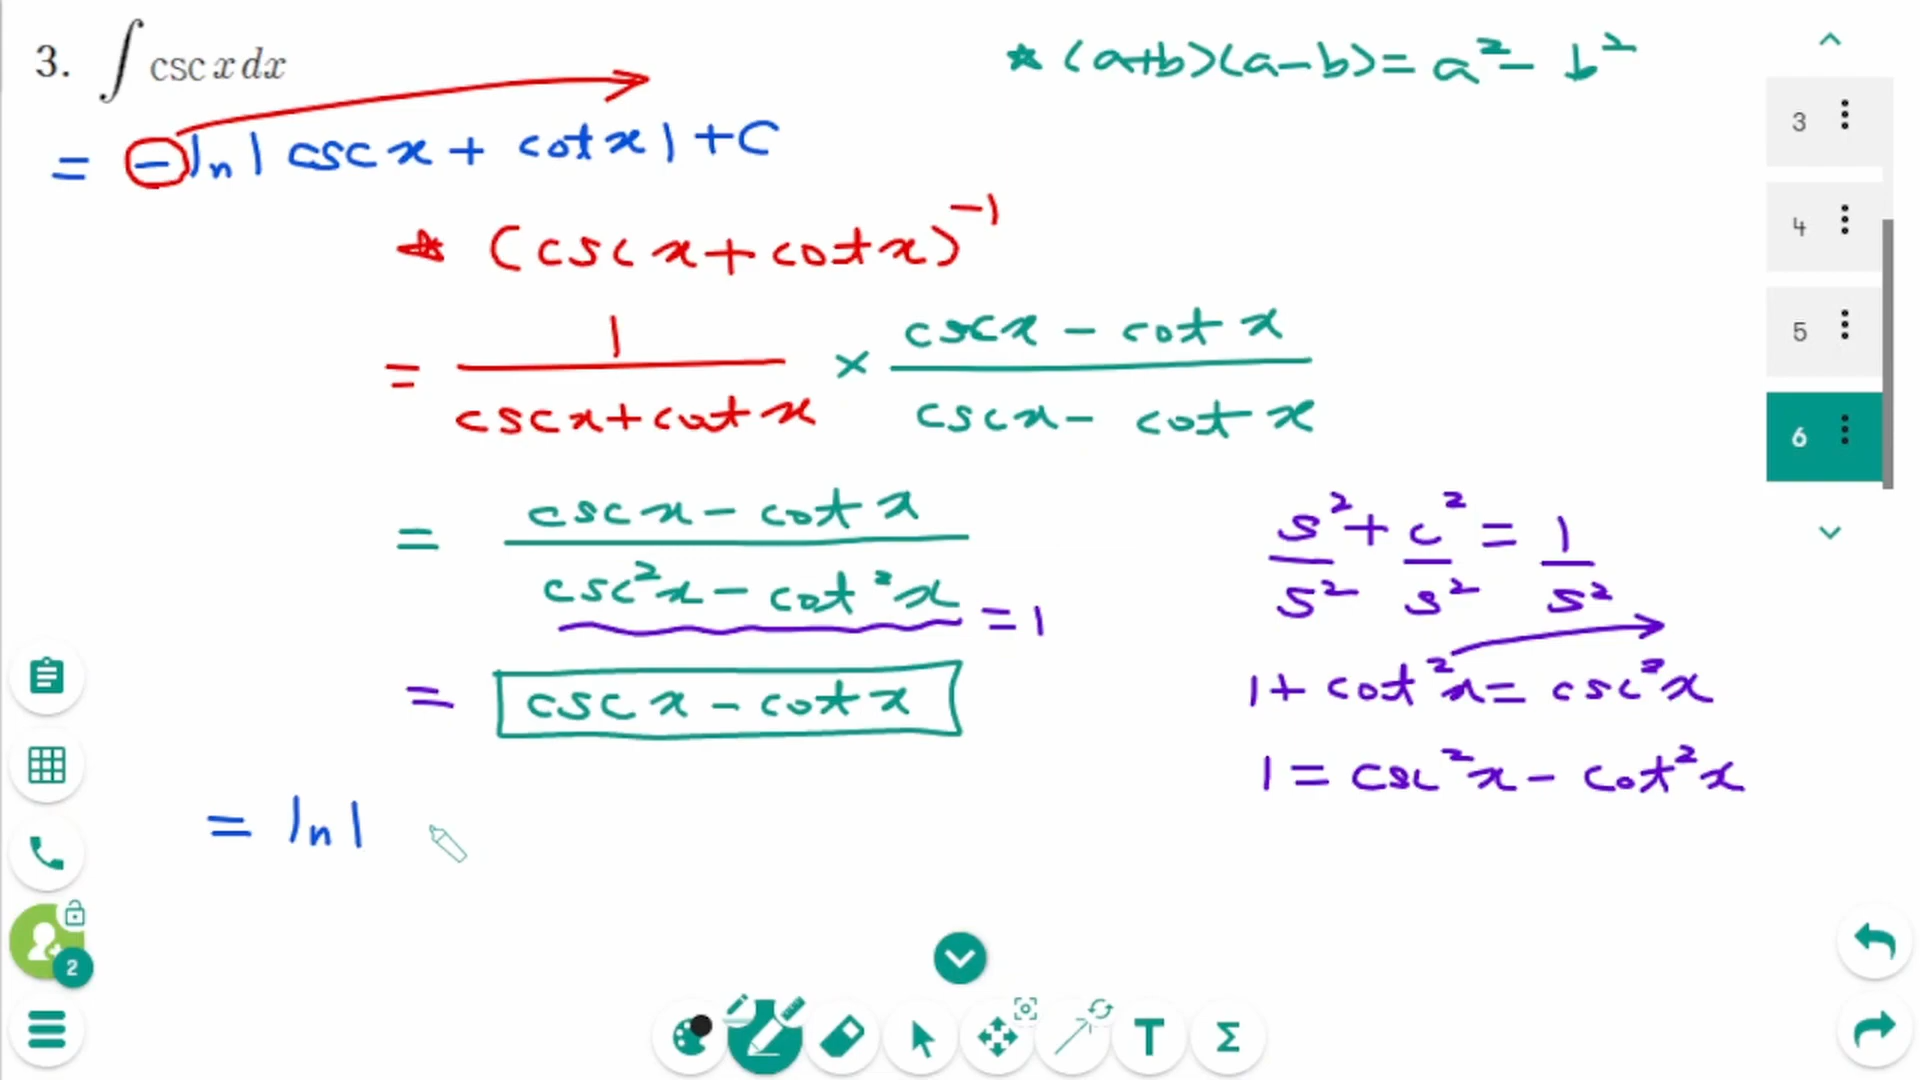 3. ∫ csc x dx
* (a+b)(a-b) = a² - b²
= -ln | csc x + cot x | + C
* (csc x + cot x)⁻¹
= 1 / (csc x + cot x) × (csc x - cot x) / (csc x - cot x)
= (csc x - cot x) / (csc² x - cot² x) = 1
= csc x - cot x
= ln |
s²/s² + c²/s² = 1/s²
1 + cot² x = csc² x
1 = csc² x - cot² x
3
4
5
6
2
T
Σ